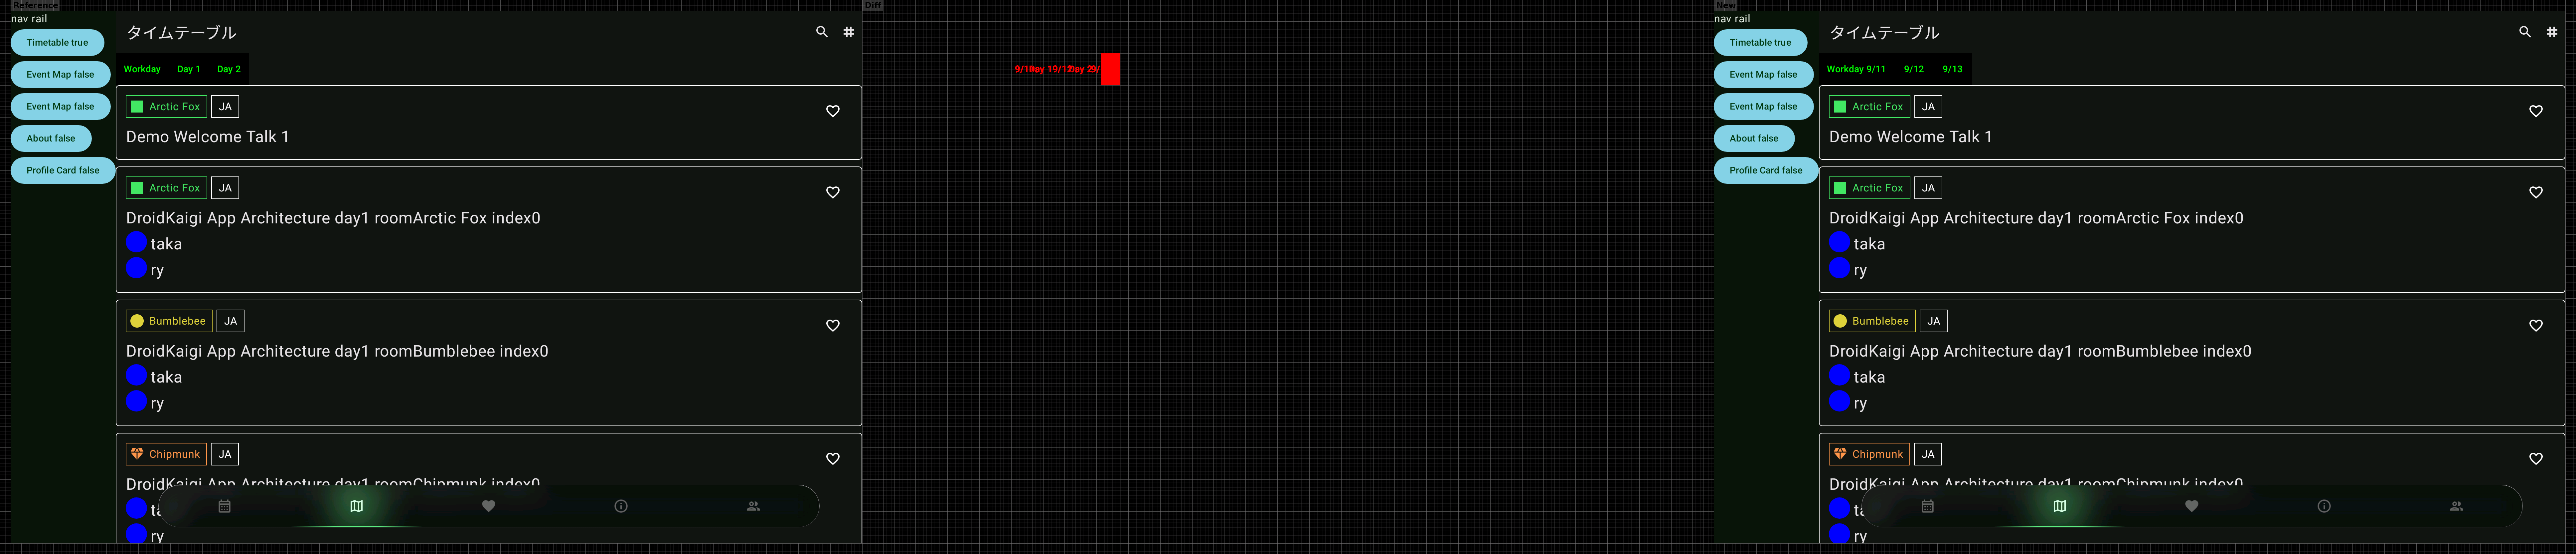 Reference
nav rail
Timetable true
Event Map false
Event Map false
About false
Profile Card false
タイムテーブル
Workday Day 1 Day 2
Arctic Fox JA
Demo Welcome Talk 1
Arctic Fox JA
DroidKaigi App Architecture day1 roomArctic Fox index0
taka
ry
Bumblebee JA
DroidKaigi App Architecture day1 roomBumblebee index0
taka
ry
Chipmunk JA
DroidKaigi App Architecture day1 roomChipmunk index0
ta
ry
Diff
New
nav rail
Timetable true
Event Map false
Event Map false
About false
Profile Card false
タイムテーブル
Workday 9/11 9/12 9/13
Arctic Fox JA
Demo Welcome Talk 1
Arctic Fox JA
DroidKaigi App Architecture day1 roomArctic Fox index0
taka
ry
Bumblebee JA
DroidKaigi App Architecture day1 roomBumblebee index0
taka
ry
Chipmunk JA
DroidKaigi App Architecture day1 roomChipmunk index0
ta
ry